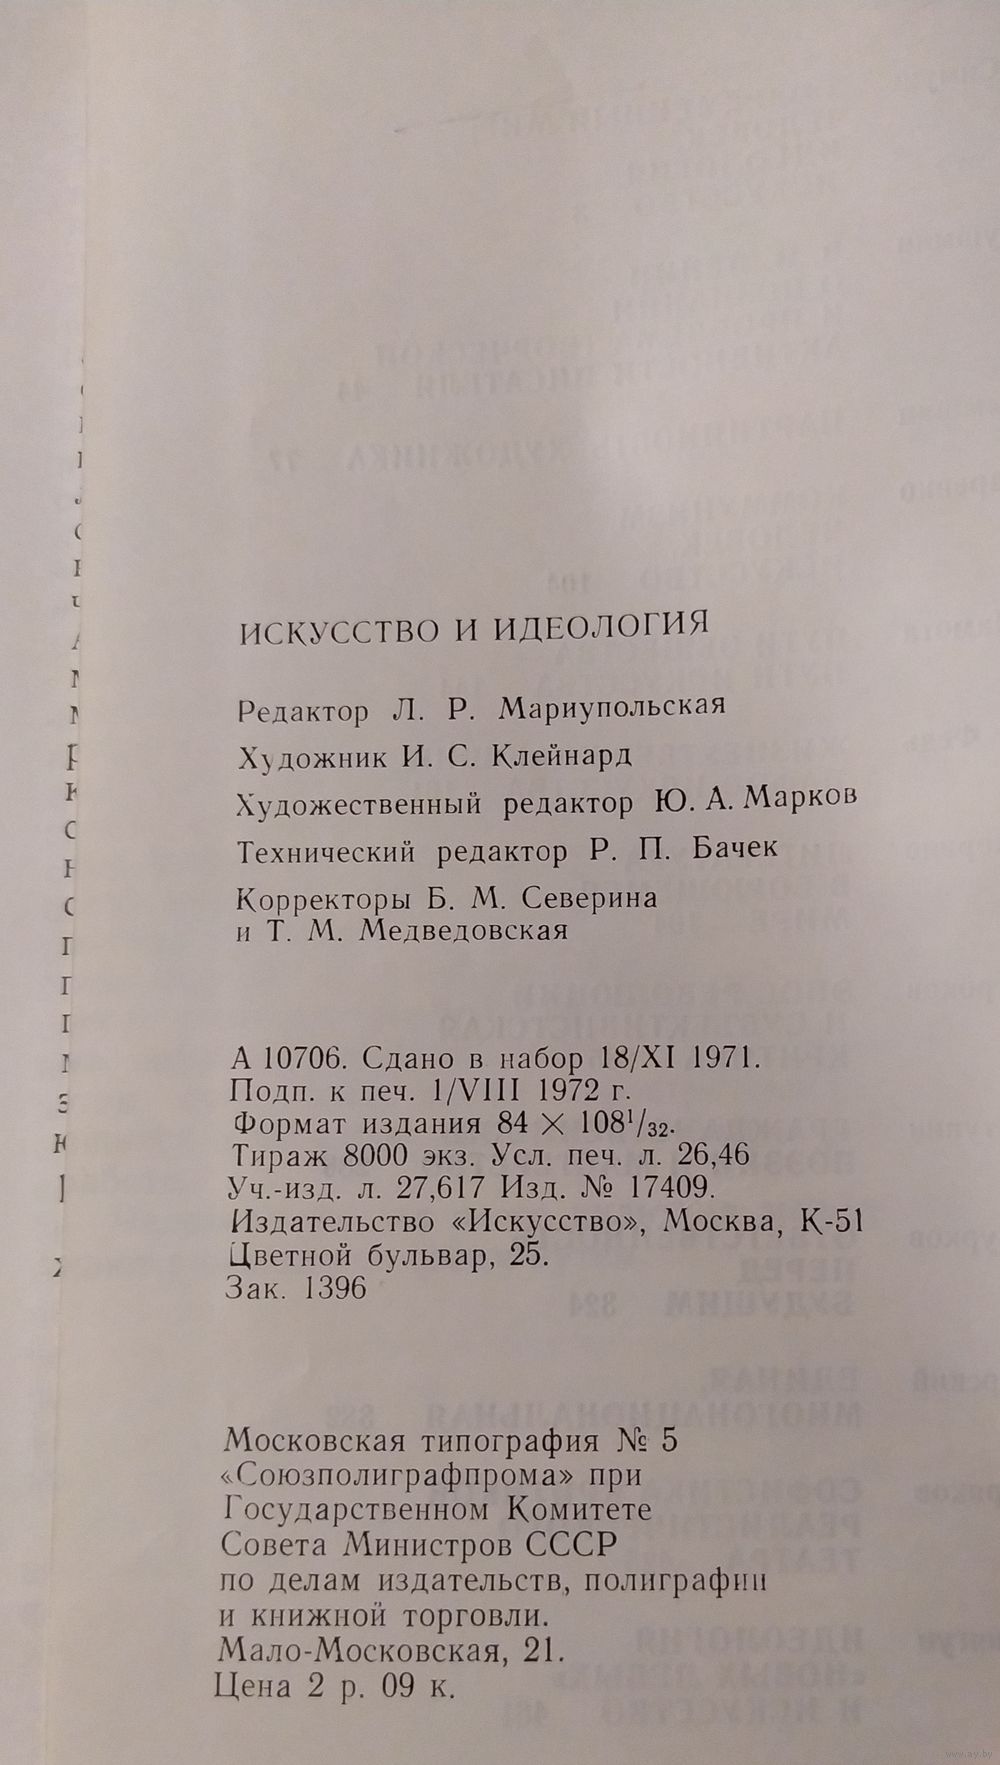 ИСКУССТВО И ИДЕОЛОГИЯ
Редактор Л. Р. Мариупольская
Художник И. С. Клейнард
Художественный редактор Ю. А. Марков
Технический редактор Р. П. Бачек
Корректоры Б. М. Северина
и Т. М. Медведовская
А 10706. Сдано в набор 18/XI 1971.
Подп. к печ. 1/VIII 1972 г.
Формат издания 84 × 108¹/₃₂.
Тираж 8000 экз. Усл. печ. л. 26,46
Уч.-изд. л. 27,617 Изд. № 17409.
Издательство «Искусство», Москва, К-51
Цветной бульвар, 25.
Зак. 1396
Московская типография № 5
«Союзполиграфпрома» при
Государственном Комитете
Совета Министров СССР
по делам издательств, полиграфии
и книжной торговли.
Мало-Московская, 21.
Цена 2 р. 09 к.
www.ay.by